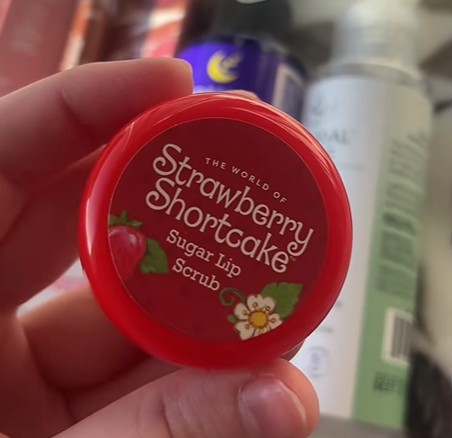 THE WORLD OF
Strawberry
Shortcake
Sugar Lip
Scrub